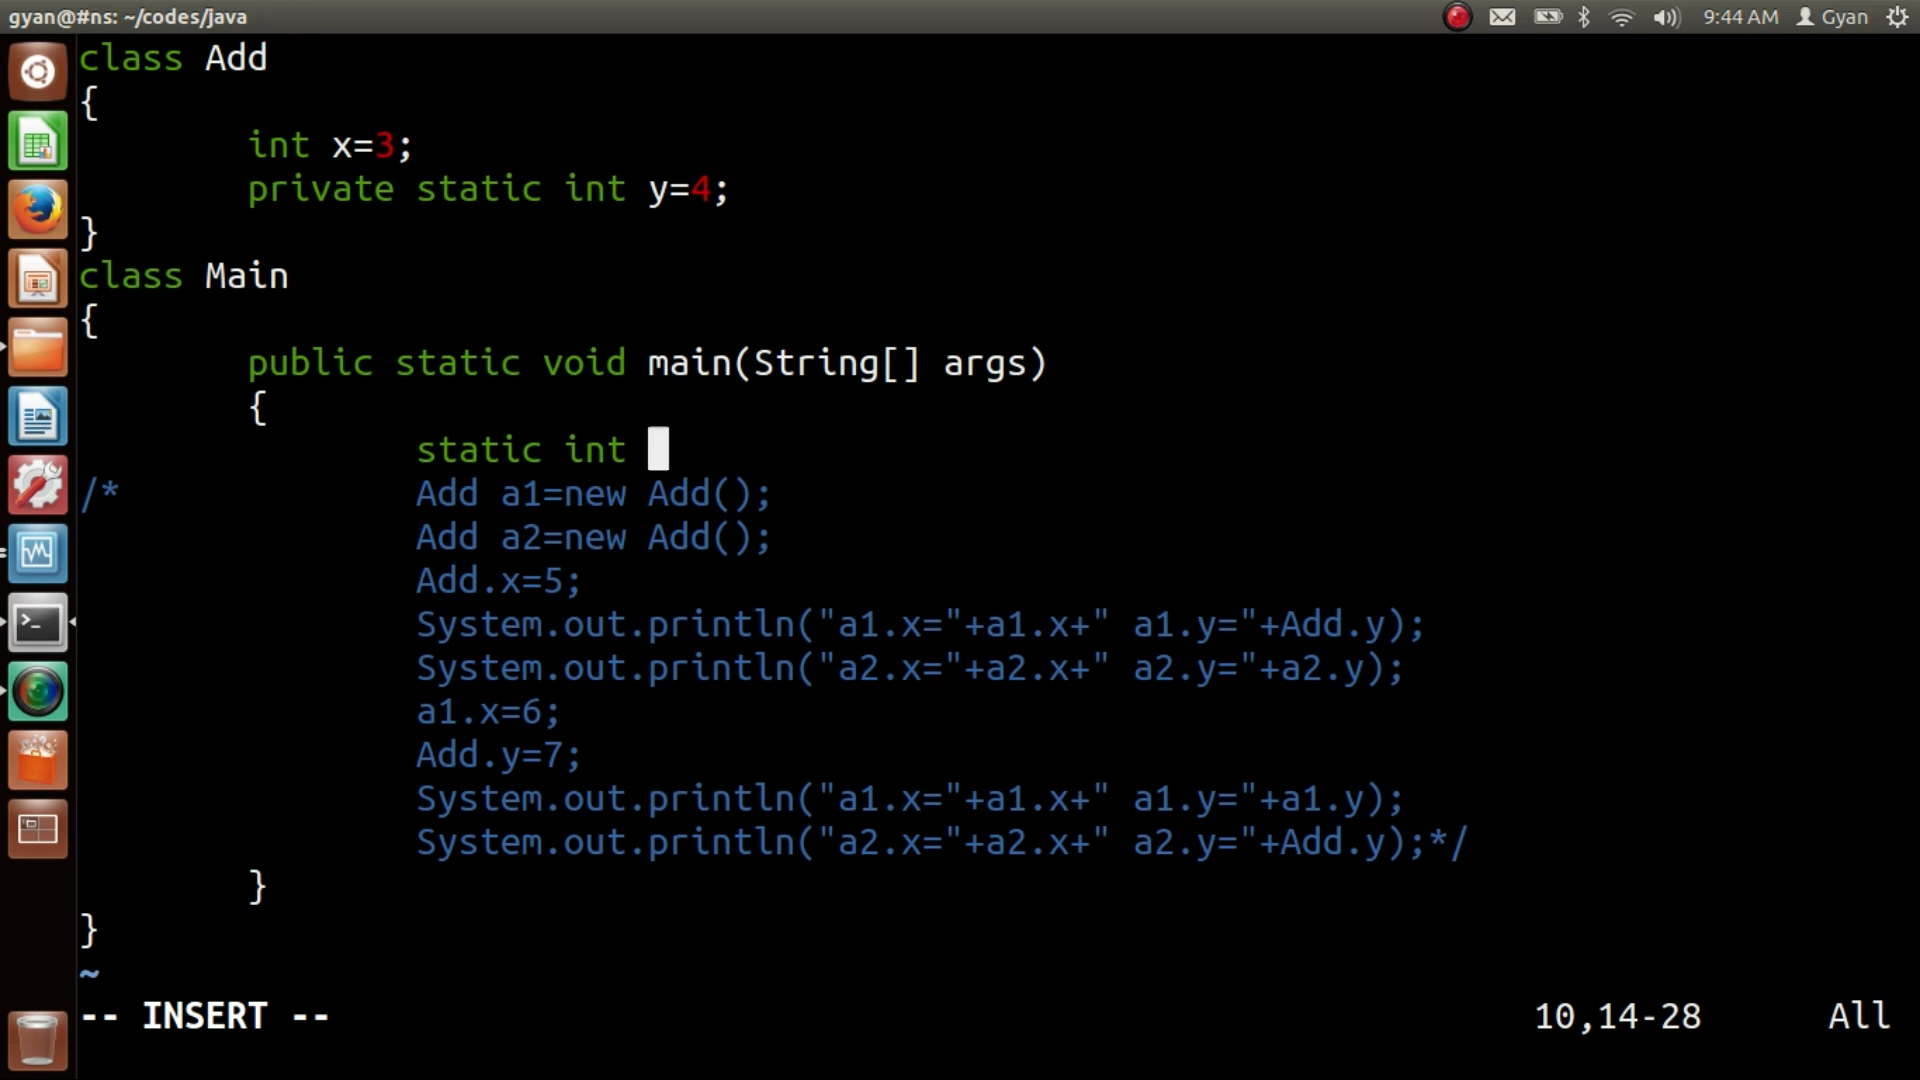 gyan@#ns: ~/codes/java
9:44 AM Gyan
class Add
{
int x=3;
private static int y=4;
}
class Main
{
public static void main(String[] args)
{
static int
/* Add a1=new Add();
Add a2=new Add();
Add.x=5;
System.out.println("a1.x="+a1.x+" a1.y="+Add.y);
System.out.println("a2.x="+a2.x+" a2.y="+a2.y);
a1.x=6;
Add.y=7;
System.out.println("a1.x="+a1.x+" a1.y="+a1.y);
System.out.println("a2.x="+a2.x+" a2.y="+Add.y);*/
}
}
~
-- INSERT -- 10,14-28 All